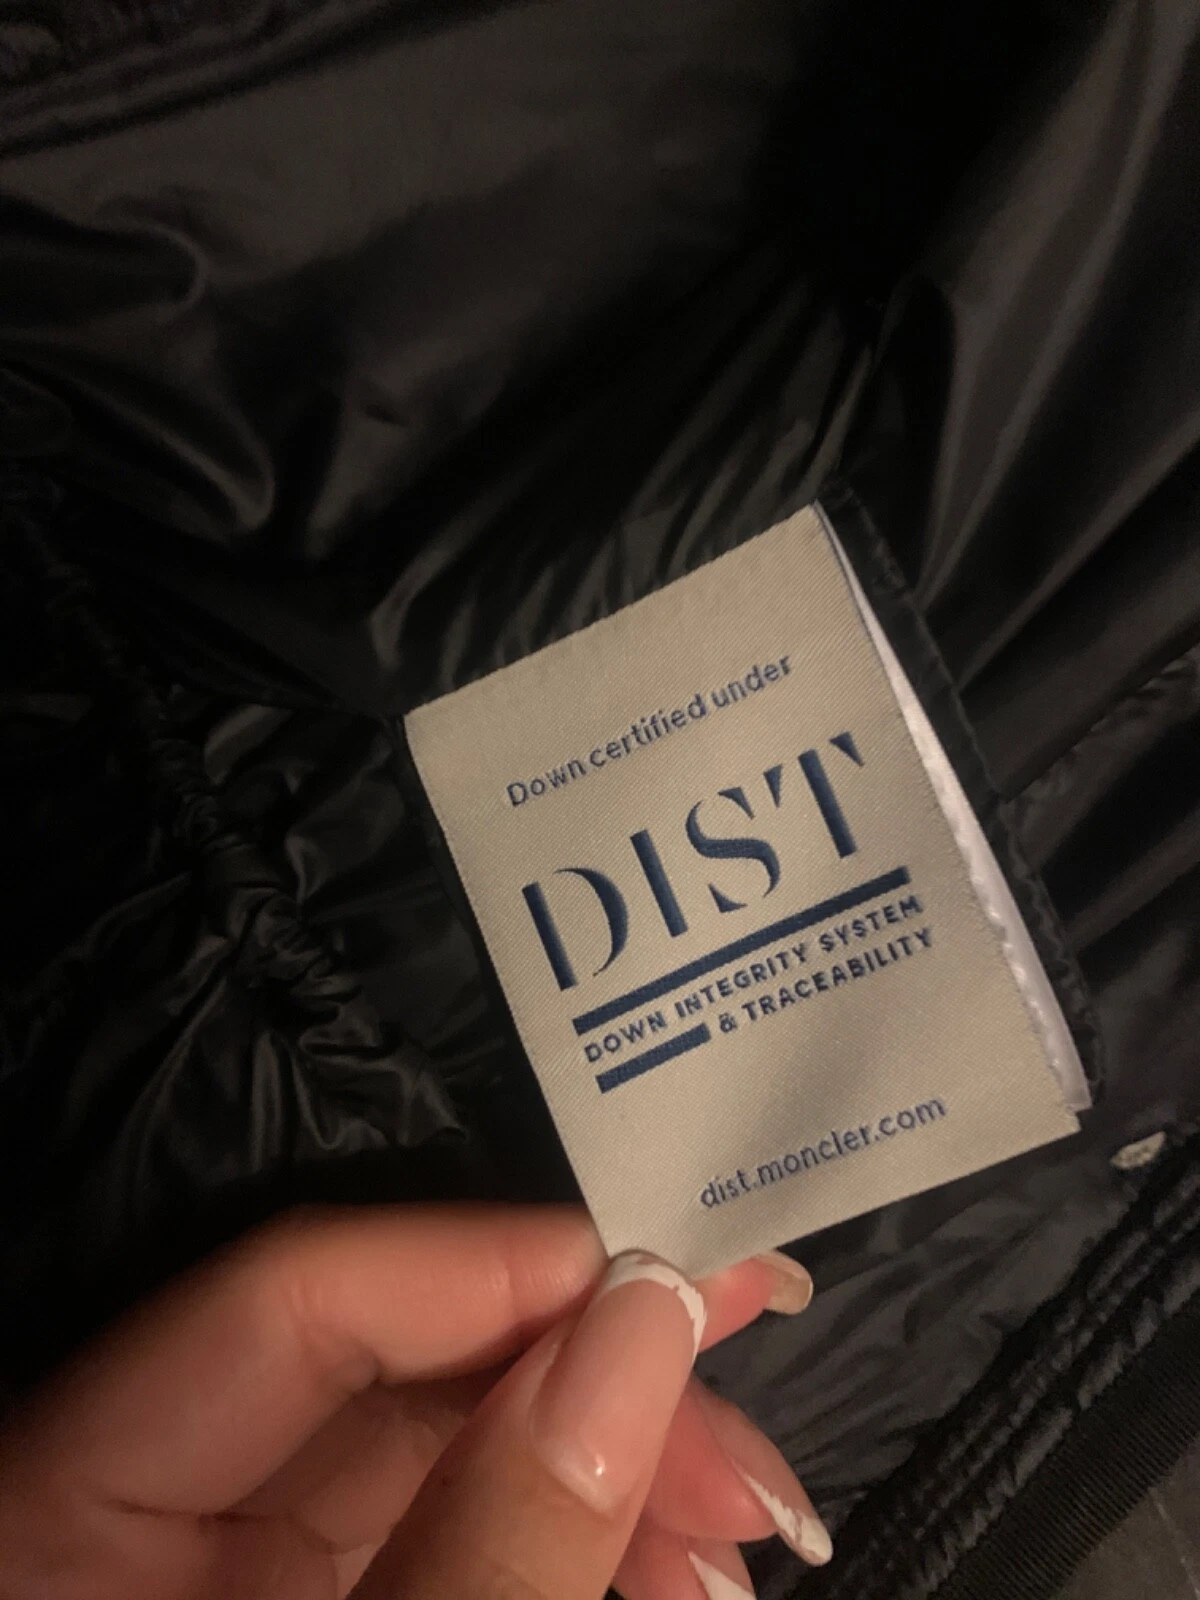 Down certified under
DIST
DOWN INTEGRITY SYSTEM
& TRACEABILITY
dist.moncler.com